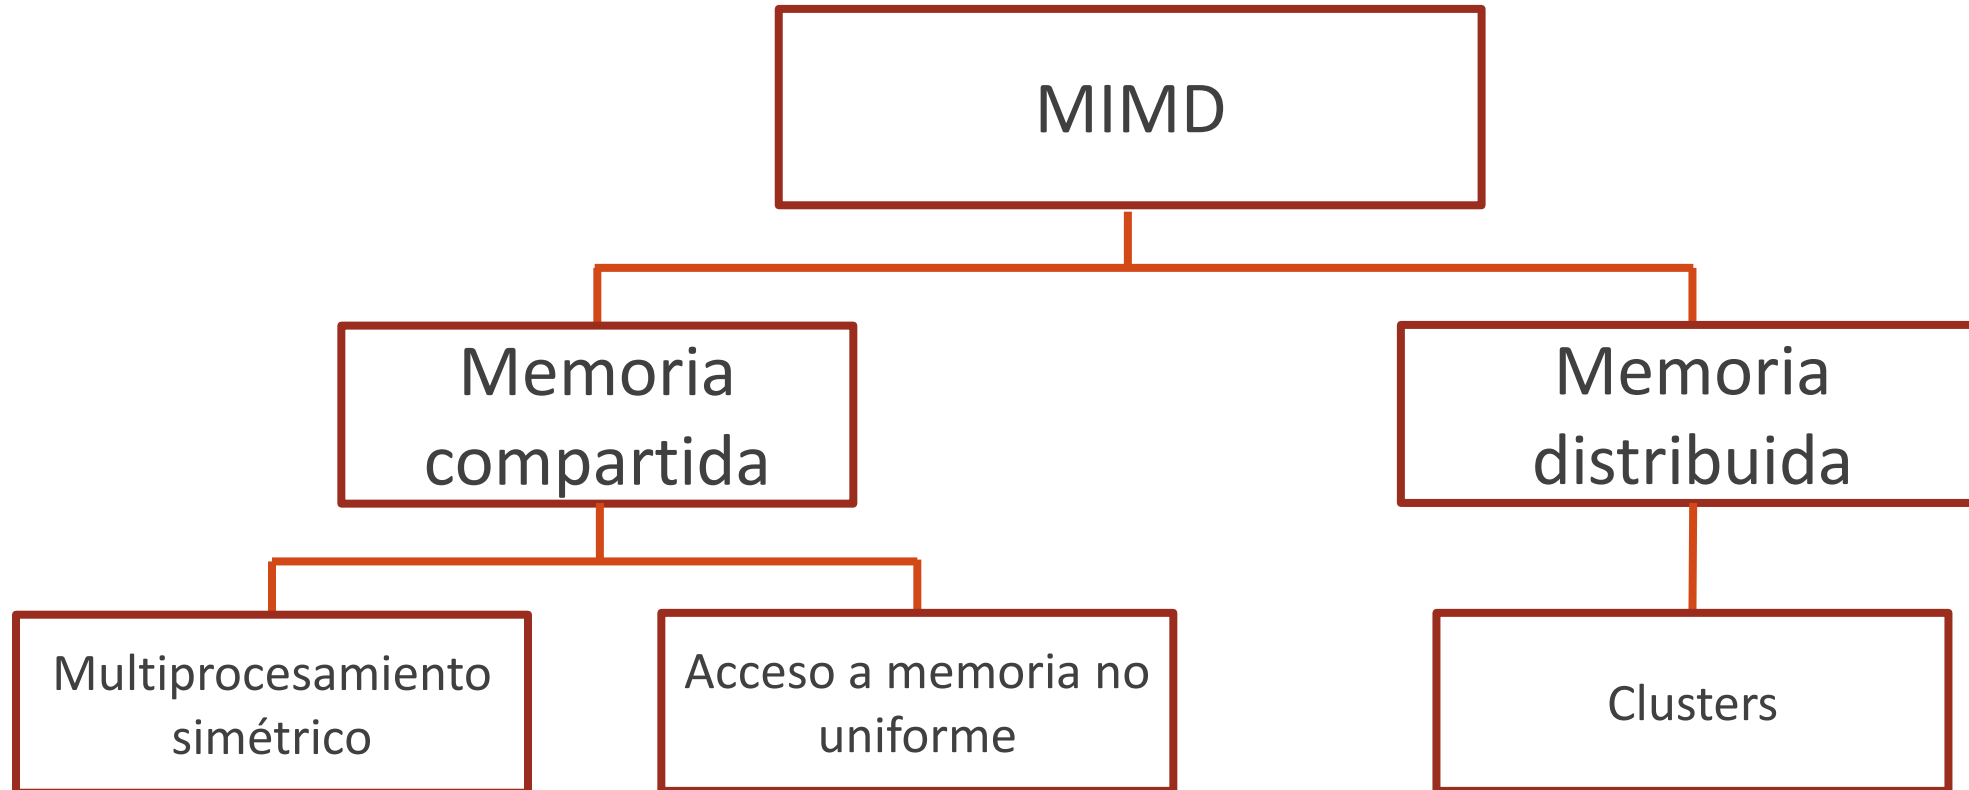 MIMD
Memoria
compartida
Memoria
distribuida
Multiprocesamiento
simétrico
Acceso a memoria no
uniforme
Clusters